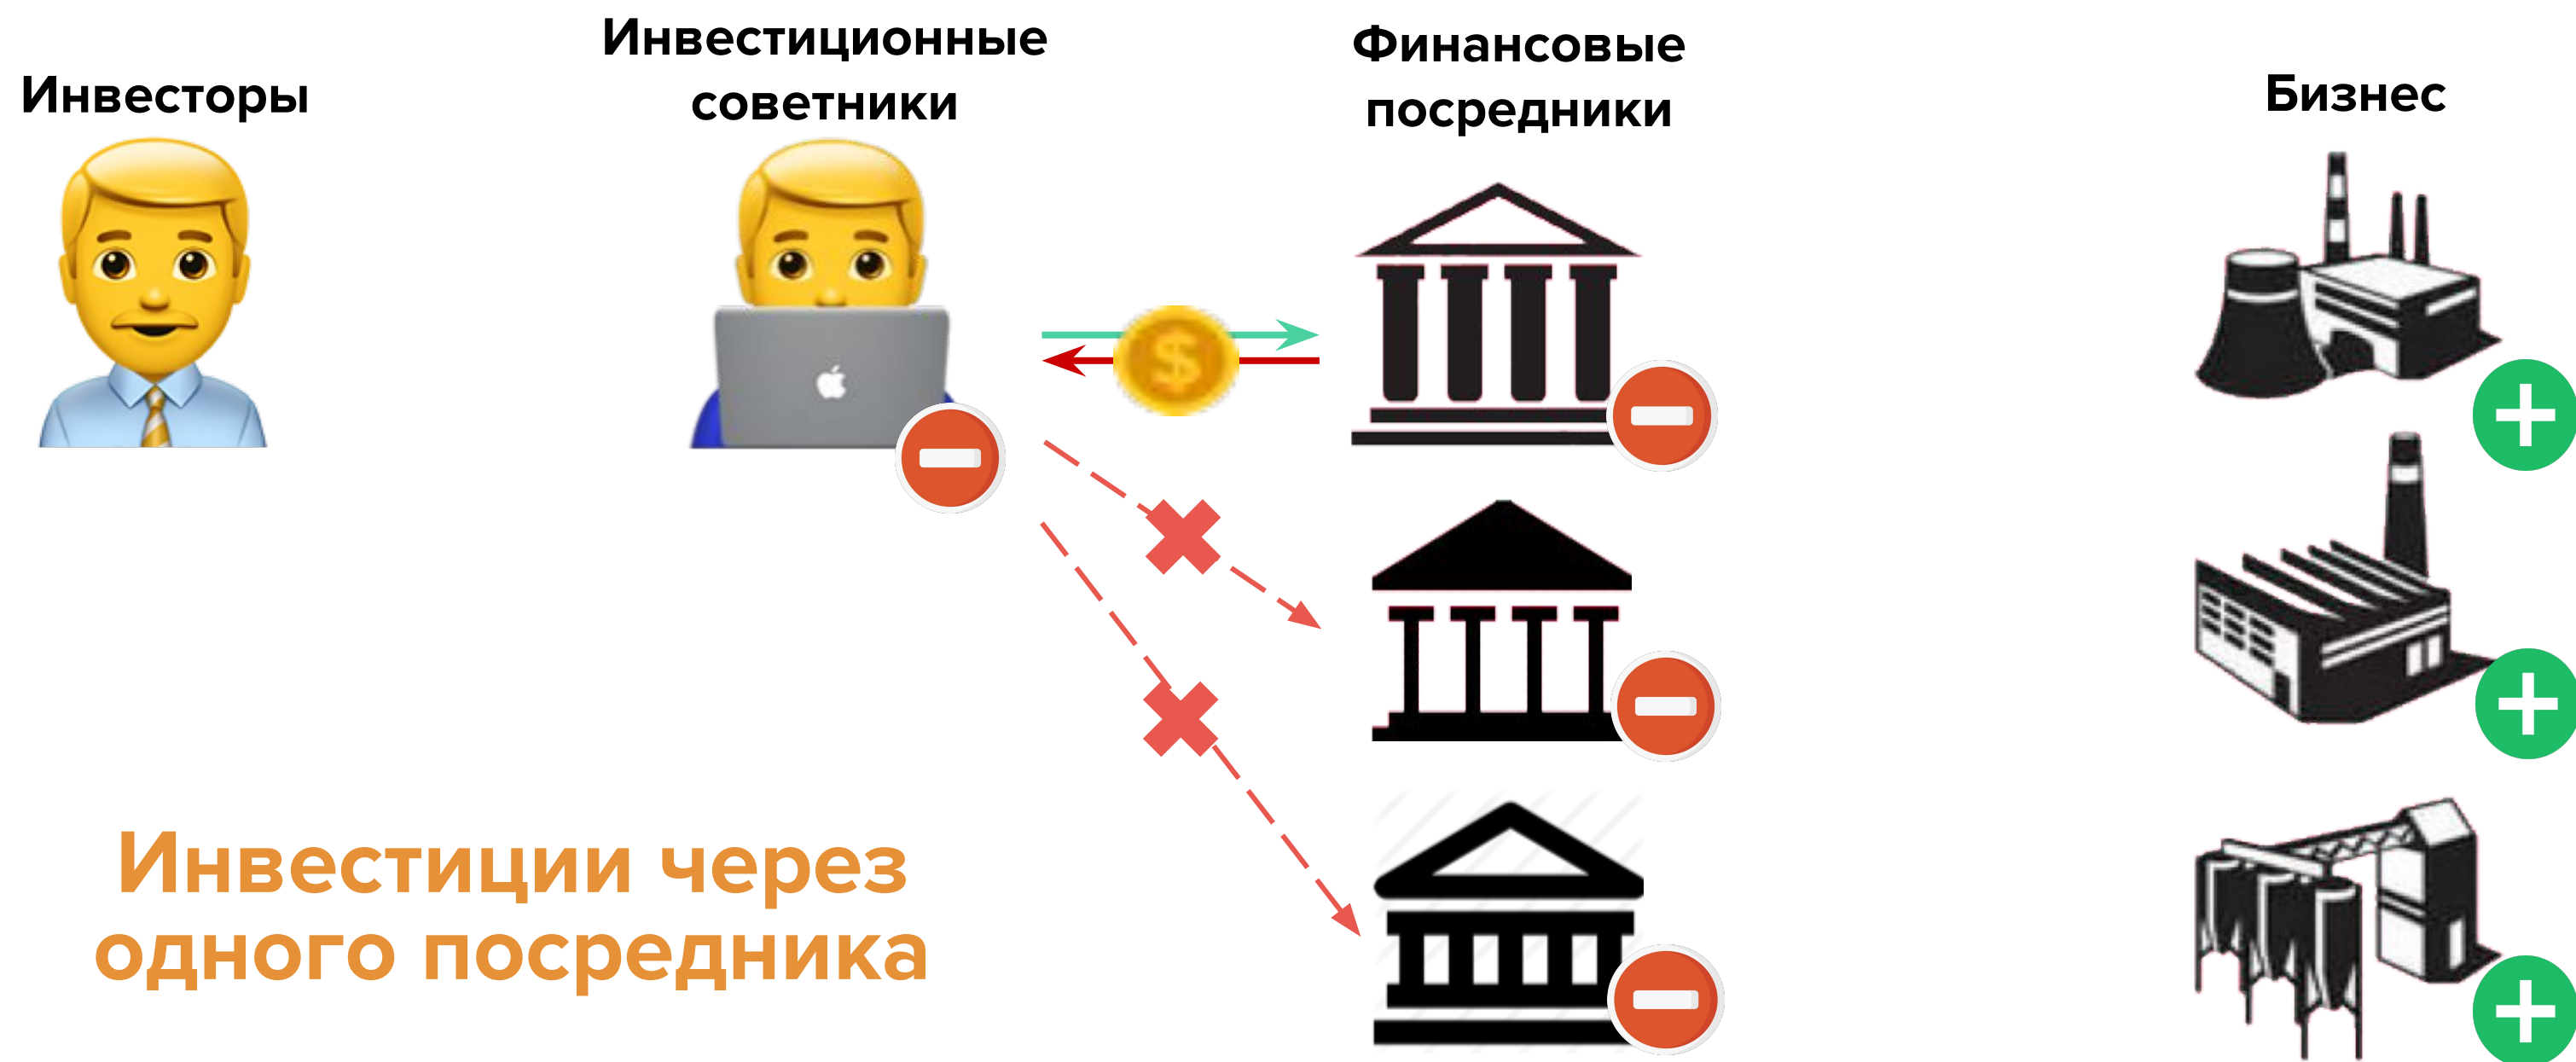 Инвесторы
Инвестиционные
советники
Финансовые
посредники
Бизнес
$
Инвестиции через
одного посредника